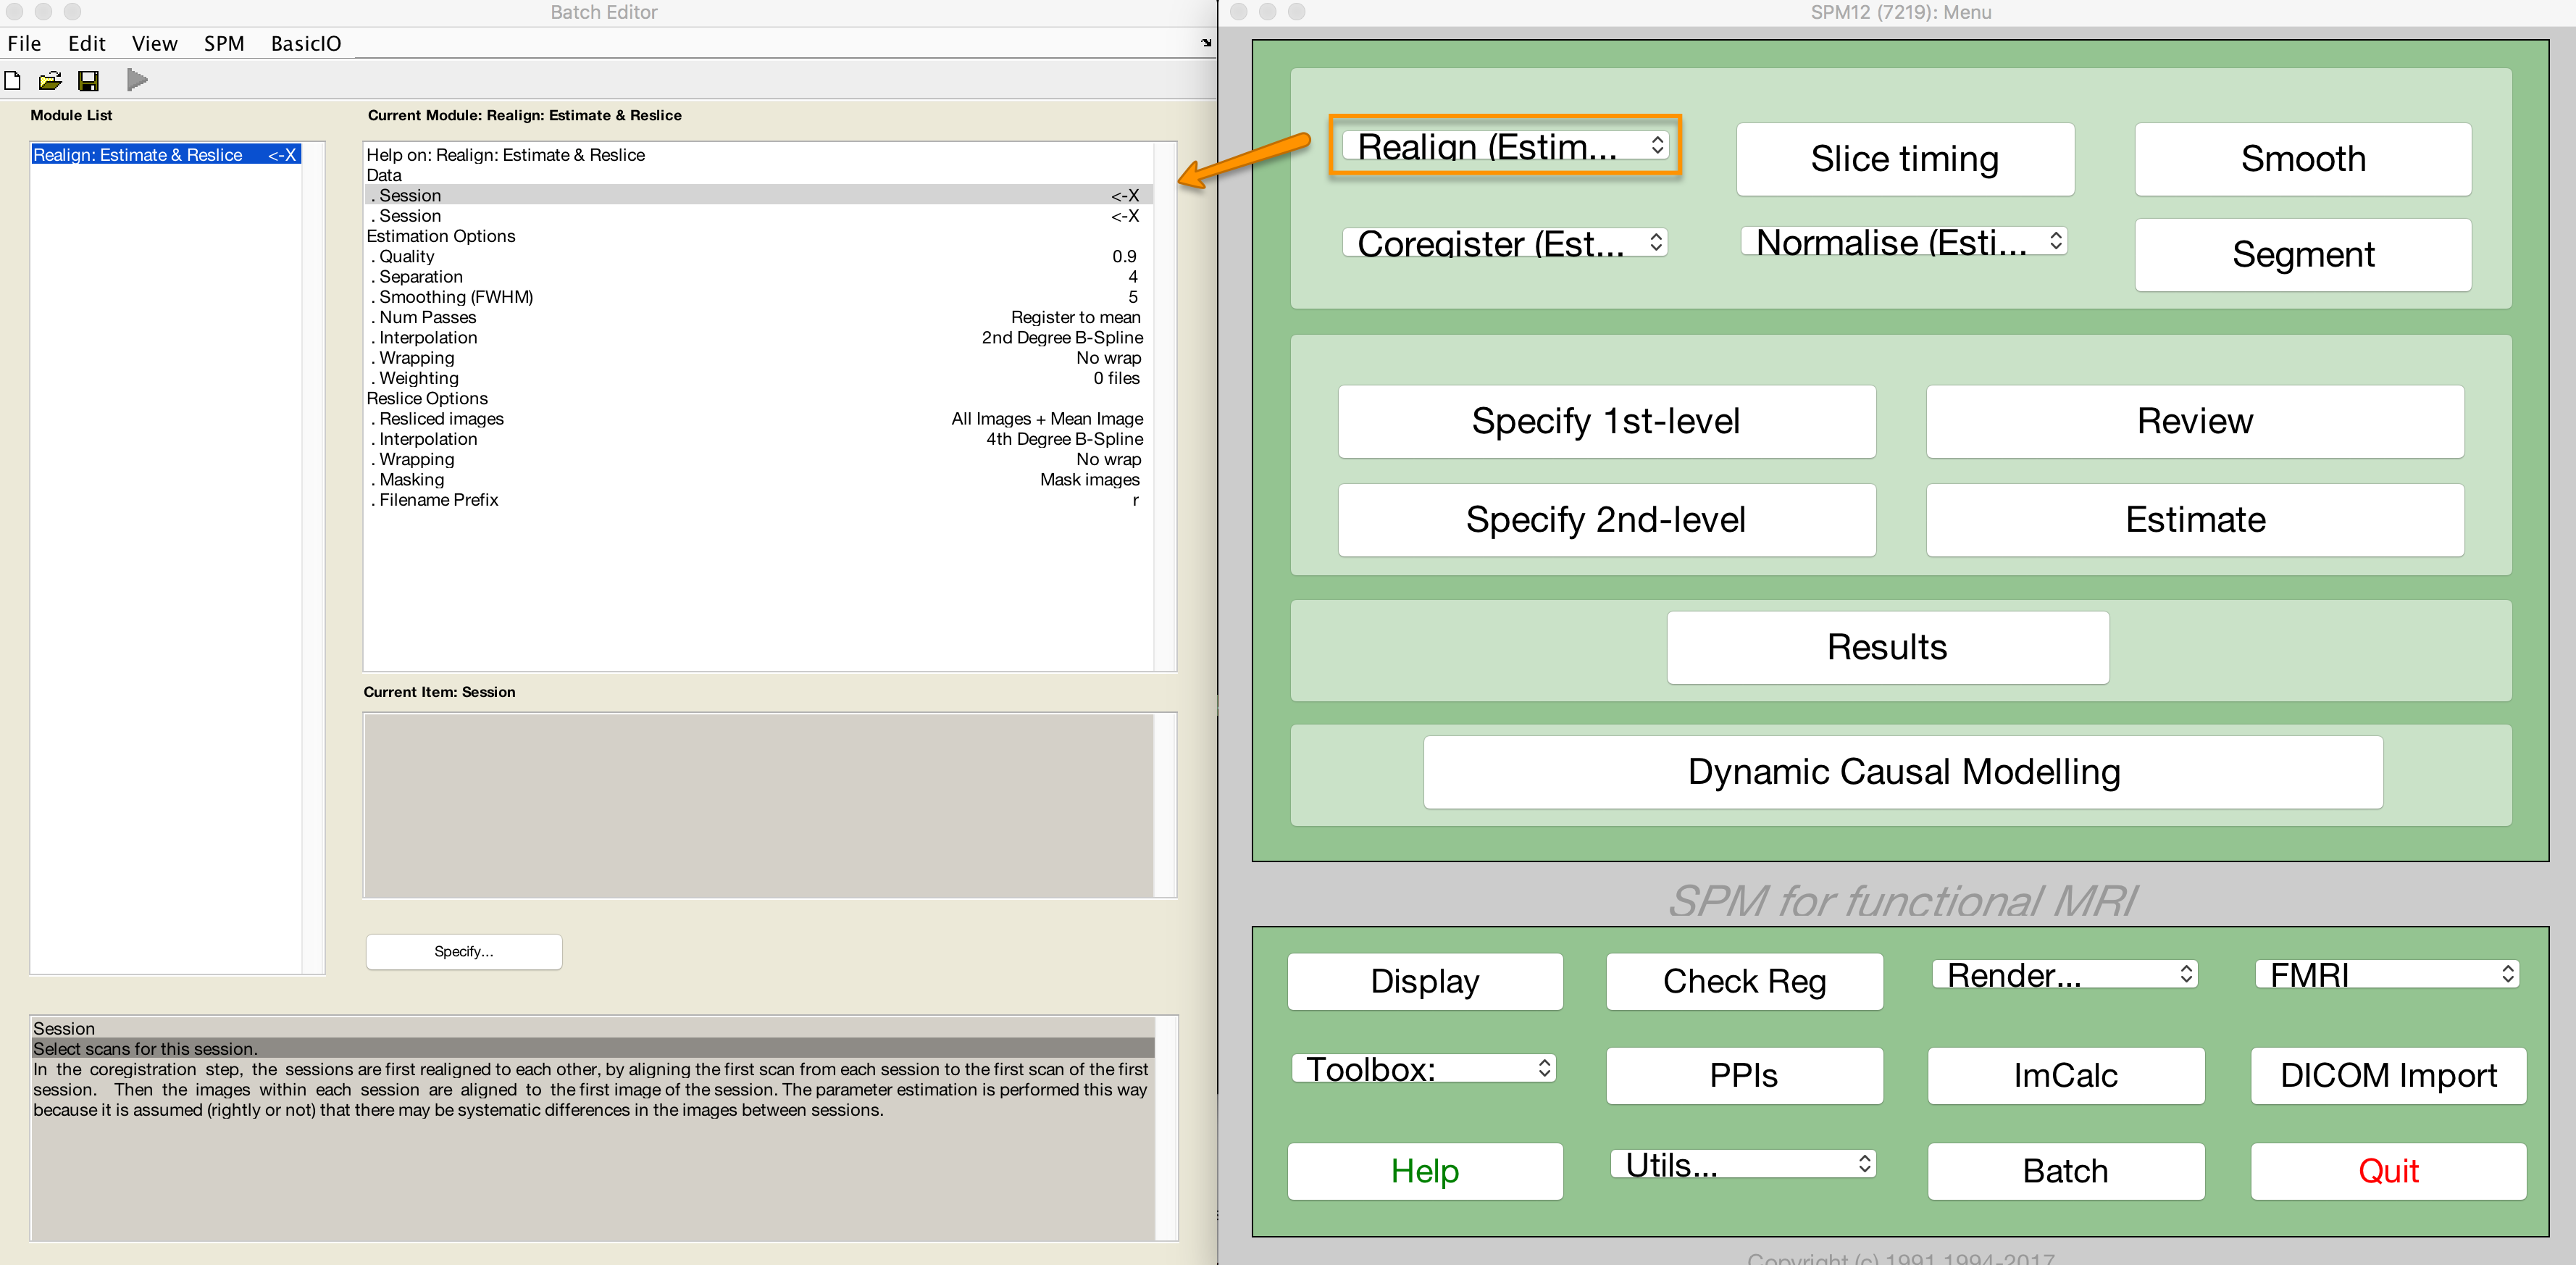 Batch Editor
File Edit View SPM BasicIO
Module List
Realign: Estimate & Reslice <-X
Current Module: Realign: Estimate & Reslice
Help on: Realign: Estimate & Reslice
Data
. Session <-X
. Session <-X
Estimation Options
. Quality 0.9
. Separation 4
. Smoothing (FWHM) 5
. Num Passes Register to mean
. Interpolation 2nd Degree B-Spline
. Wrapping No wrap
. Weighting 0 files
Reslice Options
. Resliced images All Images + Mean Image
. Interpolation 4th Degree B-Spline
. Wrapping No wrap
. Masking Mask images
. Filename Prefix r
Current Item: Session
Specify...
Session
Select scans for this session.
In the coregistration step, the sessions are first realigned to each other, by aligning the first scan from each session to the first scan of the first
session. Then the images within each session are aligned to the first image of the session. The parameter estimation is performed this way
because it is assumed (rightly or not) that there may be systematic differences in the images between sessions.
SPM12 (7219): Menu
Realign (Estim... Slice timing Smooth
Coregister (Est... Normalise (Esti... Segment
Specify 1st-level Review
Specify 2nd-level Estimate
Results
Dynamic Causal Modelling
SPM for functional MRI
Display Check Reg Render... FMRI
Toolbox: PPIs ImCalc DICOM Import
Help Utils... Batch Quit
Copyright (c) 1991,1994-2017